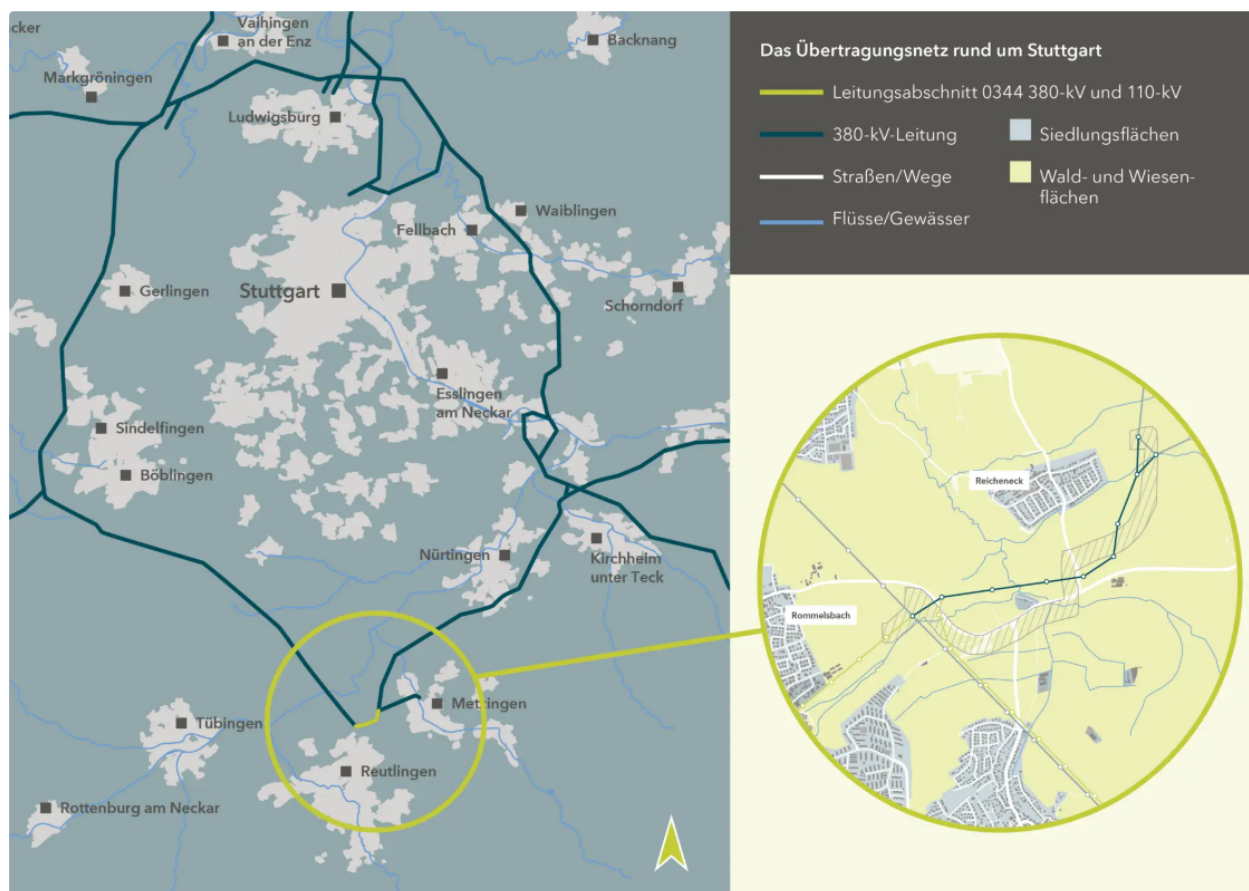 cker
Vaihingen
an der Enz
Backnang
Markgröningen
Ludwigsburg
Waiblingen
Fellbach
Gerlingen
Stuttgart
Schorndorf
Esslingen
am Neckar
Sindelfingen
Böblingen
Nürtingen
Kirchheim
unter Teck
Metzingen
Tübingen
Reutlingen
Rottenburg am Neckar
Das Übertragungsnetz rund um Stuttgart
Leitungsabschnitt 0344 380-kV und 110-kV
380-kV-Leitung
Siedlungsflächen
Straßen/Wege
Wald- und Wiesen-
flächen
Flüsse/Gewässer
Reicheneck
Rommelsbach